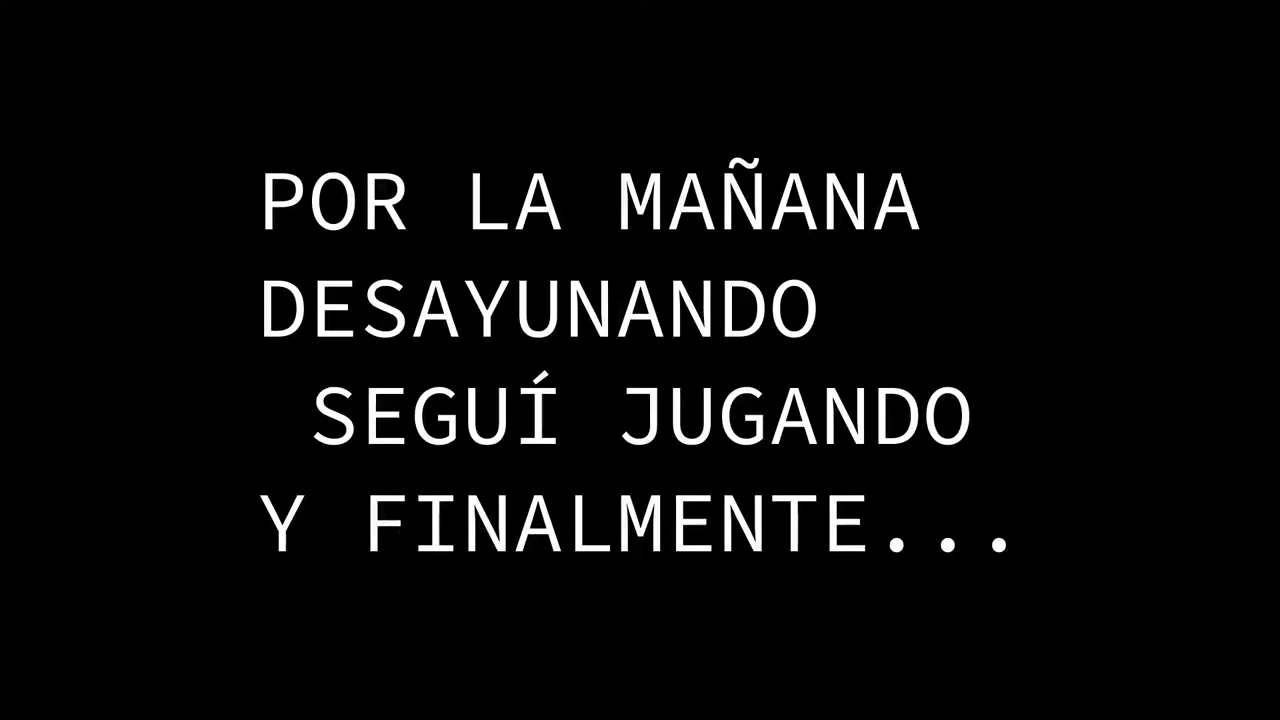 POR LA MAÑANA
DESAYUNANDO
SEGUÍ JUGANDO
Y FINALMENTE...